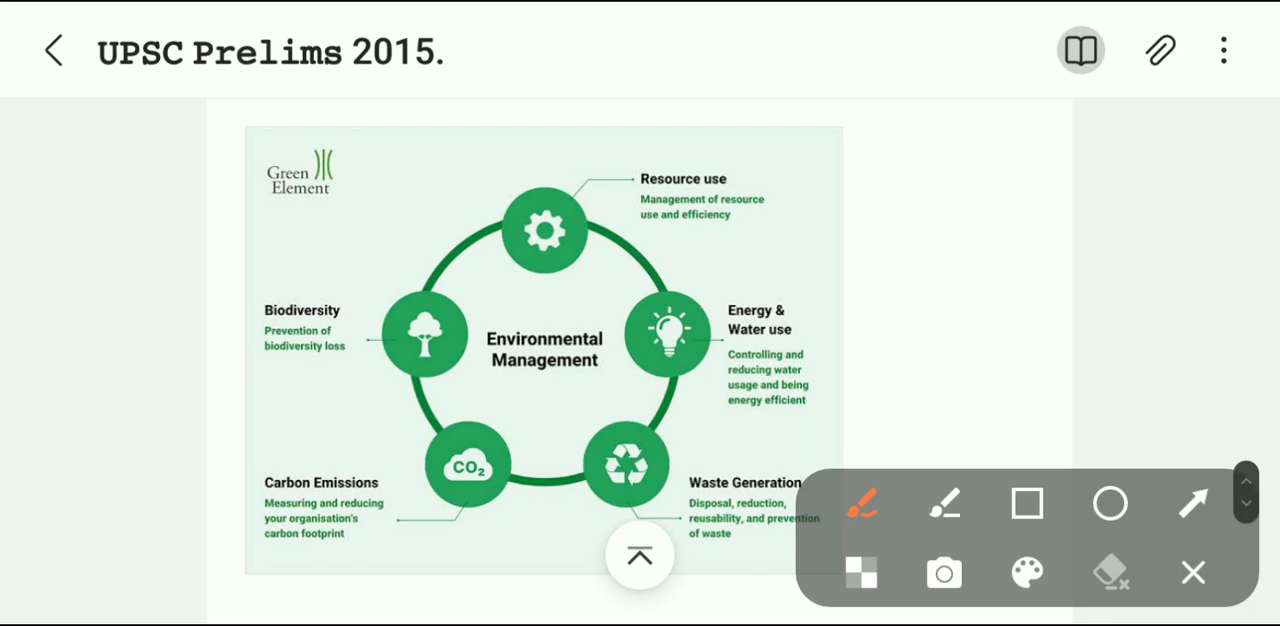 UPSC Prelims 2015.
Green
Element
Resource use
Management of resource
use and efficiency
Biodiversity
Prevention of
biodiversity loss
Environmental
Management
Energy &
Water use
Controlling and
reducing water
usage and being
energy efficient
CO₂
Carbon Emissions
Measuring and reducing
your organisation's
carbon footprint
Waste Generation
Disposal, reduction,
reusability, and prevention
of waste